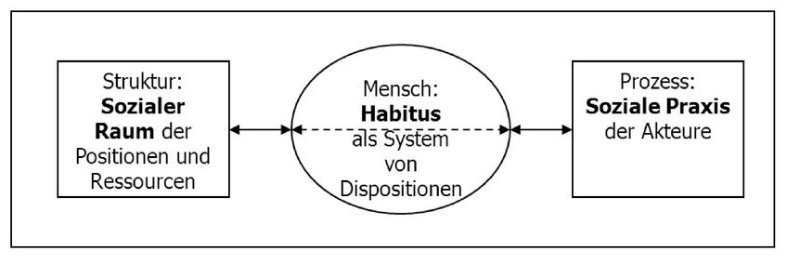 Struktur:
Sozialer
Raum der
Positionen und
Ressourcen
Mensch:
Habitus
als System
von
Dispositionen
Prozess:
Soziale Praxis
der Akteure